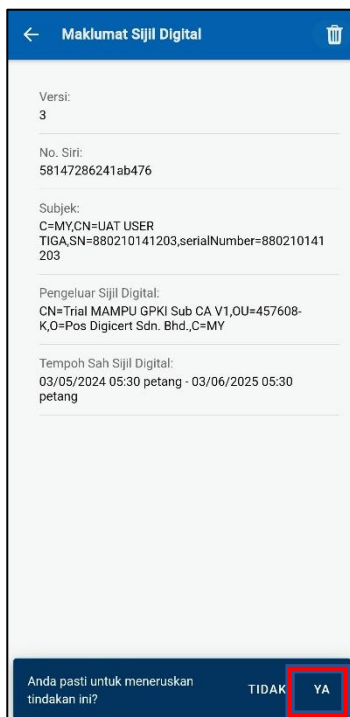 Maklumat Sijil Digital
Versi:
3
No. Siri:
58147286241ab476
Subjek:
C=MY,CN=UAT USER
TIGA,SN=880210141203,serialNumber=880210141
203
Pengeluar Sijil Digital:
CN=Trial MAMPU GPKI Sub CA V1,OU=457608-
K,O=Pos Digicert Sdn. Bhd.,C=MY
Tempoh Sah Sijil Digital:
03/05/2024 05:30 petang - 03/06/2025 05:30
petang
Anda pasti untuk meneruskan
tindakan ini?
TIDAK YA